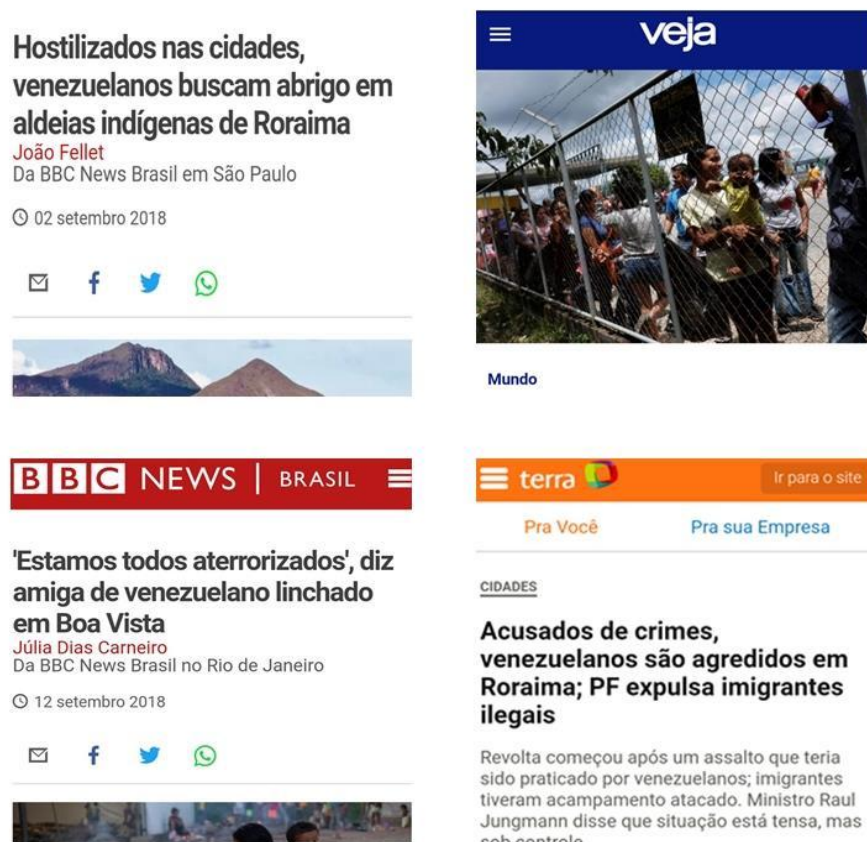 Hostilizados nas cidades,
venezuelanos buscam abrigo em
aldeias indígenas de Roraima
João Fellet
Da BBC News Brasil em São Paulo
02 setembro 2018
veja
Mundo
BBC NEWS | BRASIL
'Estamos todos aterrorizados', diz
amiga de venezuelano linchado
em Boa Vista
Júlia Dias Carneiro
Da BBC News Brasil no Rio de Janeiro
12 setembro 2018
terra
Ir para o site
Pra Você
Pra sua Empresa
CIDADES
Acusados de crimes,
venezuelanos são agredidos em
Roraima; PF expulsa imigrantes
ilegais
Revolta começou após um assalto que teria
sido praticado por venezuelanos; imigrantes
tiveram acampamento atacado. Ministro Raul
Jungmann disse que situação está tensa, mas
sob controle